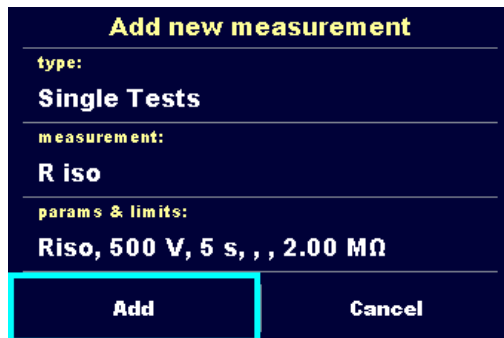 Add new measurement
type:
Single Tests
measurement:
R iso
params & limits:
Riso, 500 V, 5 s, , , 2.00 MΩ
Add Cancel